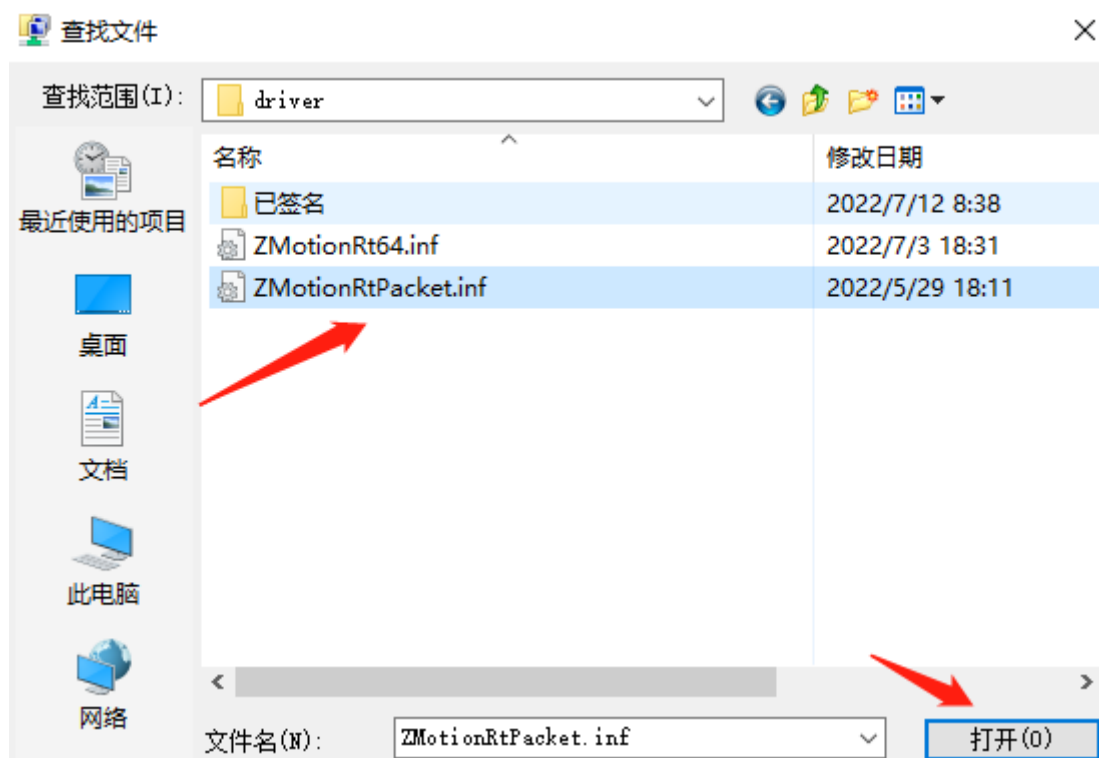 查找文件
查找范围(I):
driver
名称
修改日期
已签名
2022/7/12 8:38
ZMotionRt64.inf
2022/7/3 18:31
ZMotionRtPacket.inf
2022/5/29 18:11
最近使用的项目
桌面
文档
此电脑
网络
文件名(N):
ZMotionRtPacket.inf
打开(O)